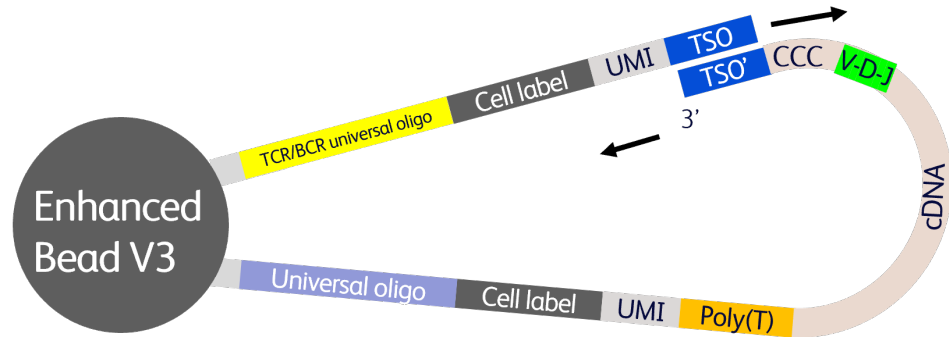 TSO
TSO'
CCC
V-D-J
UMI
Cell label
TCR/BCR universal oligo
3'
cDNA
Enhanced
Bead V3
Universal oligo
Cell label
UMI
Poly(T)